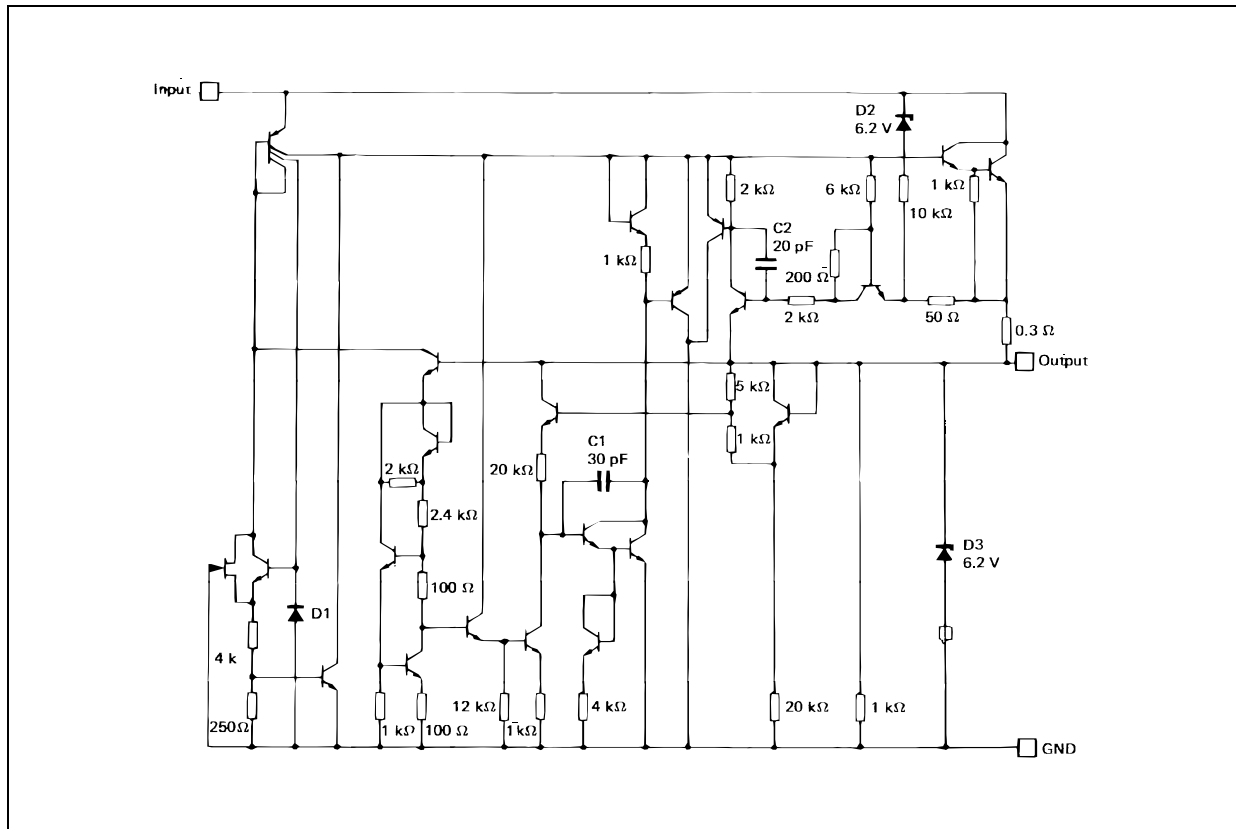 Input
D2
6.2 V
2 kΩ
6 kΩ
1 kΩ
10 kΩ
C2
20 pF
1 kΩ
200 Ω
2 kΩ
50 Ω
0.3 Ω
Output
5 kΩ
1 kΩ
C1
30 pF
2 kΩ
20 kΩ
2.4 kΩ
D3
6.2 V
100 Ω
D1
4 k
12 kΩ
4 kΩ
20 kΩ
1 kΩ
250Ω
1 kΩ
100 Ω
1 kΩ
GND